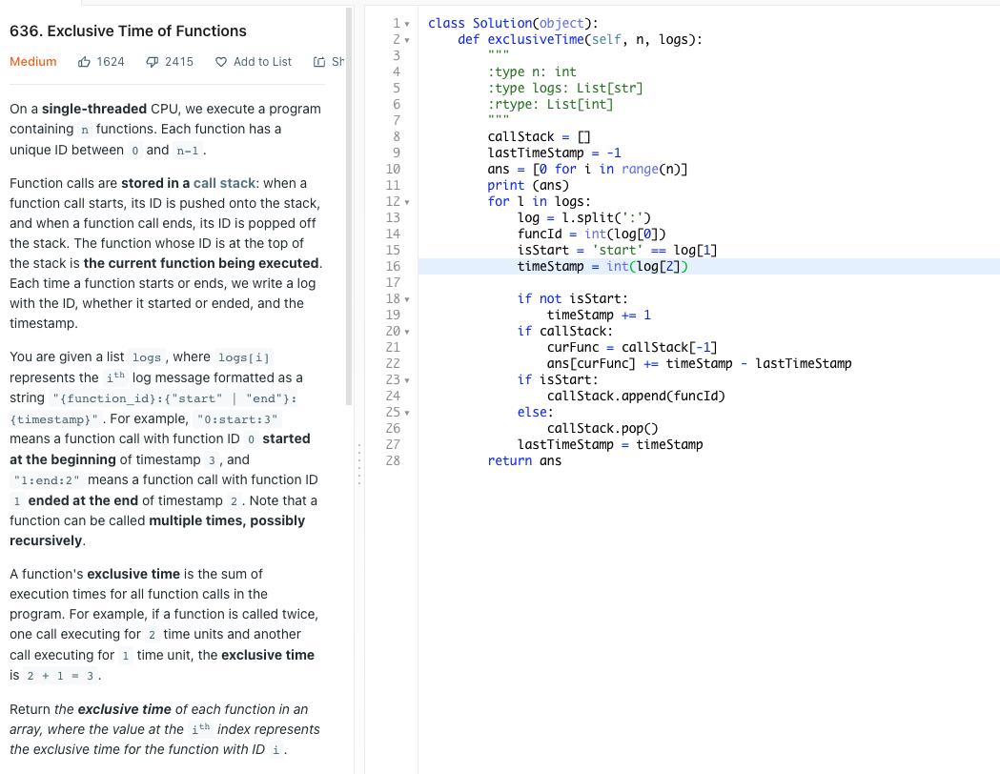 636. Exclusive Time of Functions
Medium 1624 2415 Add to List Sh
On a single-threaded CPU, we execute a program
containing n functions. Each function has a
unique ID between 0 and n-1.
Function calls are stored in a call stack: when a
function call starts, its ID is pushed onto the stack,
and when a function call ends, its ID is popped off
the stack. The function whose ID is at the top of
the stack is the current function being executed.
Each time a function starts or ends, we write a log
with the ID, whether it started or ended, and the
timestamp.
You are given a list logs, where logs[i]
represents the ith log message formatted as a
string "{function_id}:{"start" | "end"}:
{timestamp}". For example, "0:start:3"
means a function call with function ID 0 started
at the beginning of timestamp 3, and
"1:end:2" means a function call with function ID
1 ended at the end of timestamp 2. Note that a
function can be called multiple times, possibly
recursively.
A function's exclusive time is the sum of
execution times for all function calls in the
program. For example, if a function is called twice,
one call executing for 2 time units and another
call executing for 1 time unit, the exclusive time
is 2 + 1 = 3.
Return the exclusive time of each function in an
array, where the value at the ith index represents
the exclusive time for the function with ID i.
1 class Solution(object):
2     def exclusiveTime(self, n, logs):
3         """
4         :type n: int
5         :type logs: List[str]
6         :rtype: List[int]
7         """
8         callStack = []
9         lastTimeStamp = -1
10         ans = [0 for i in range(n)]
11         print (ans)
12         for l in logs:
13             log = l.split(':')
14             funcId = int(log[0])
15             isStart = 'start' == log[1]
16             timeStamp = int(log[2])
17
18             if not isStart:
19                 timeStamp += 1
20             if callStack:
21                 curFunc = callStack[-1]
22                 ans[curFunc] += timeStamp - lastTimeStamp
23             if isStart:
24                 callStack.append(funcId)
25             else:
26                 callStack.pop()
27             lastTimeStamp = timeStamp
28         return ans